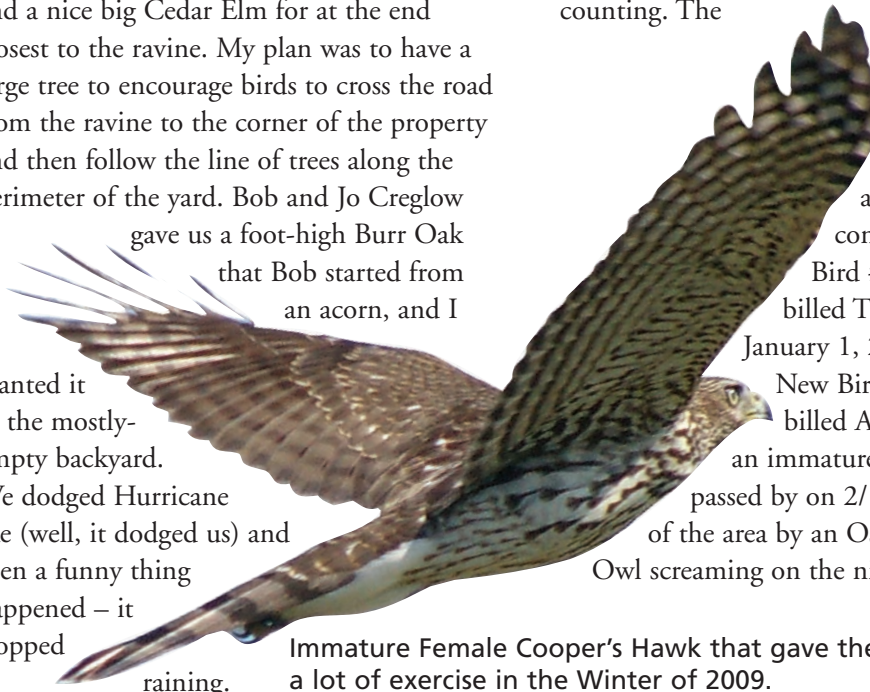 nd a nice big Cedar Elm for at the end
osest to the ravine. My plan was to have a
rge tree to encourage birds to cross the road
om the ravine to the corner of the property
nd then follow the line of trees along the
erimeter of the yard. Bob and Jo Creglow
gave us a foot-high Burr Oak
that Bob started from
an acorn, and I
anted it
the mostly-
mpty backyard.
e dodged Hurricane
e (well, it dodged us) and
en a funny thing
appened – it
opped
raining.
counting. The
a
con
Bird
billed T
January 1,
New Bir
billed A
an immature
passed by on 2/
of the area by an O
Owl screaming on the n
Immature Female Cooper’s Hawk that gave the
a lot of exercise in the Winter of 2009.